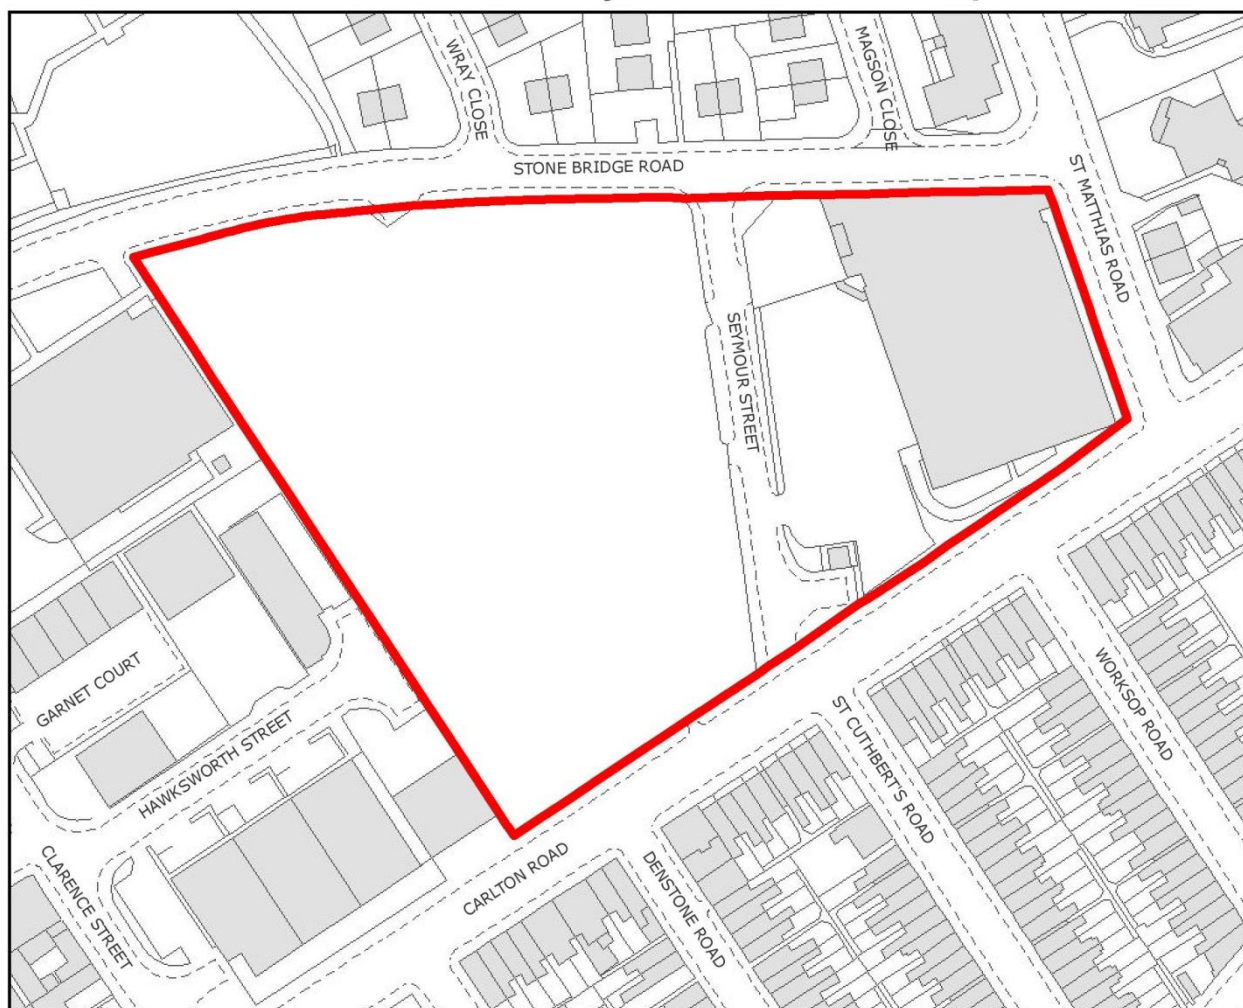 WRAY CLOSE
MAGSON CLOSE
STONE BRIDGE ROAD
ST MATTHIAS ROAD
SEYMOUR STREET
GARNET COURT
HAWKSWORTH STREET
WORKSOP ROAD
ST CUTHBERT'S ROAD
CARLTON ROAD
DENSTONE ROAD
CLARENCE STREET